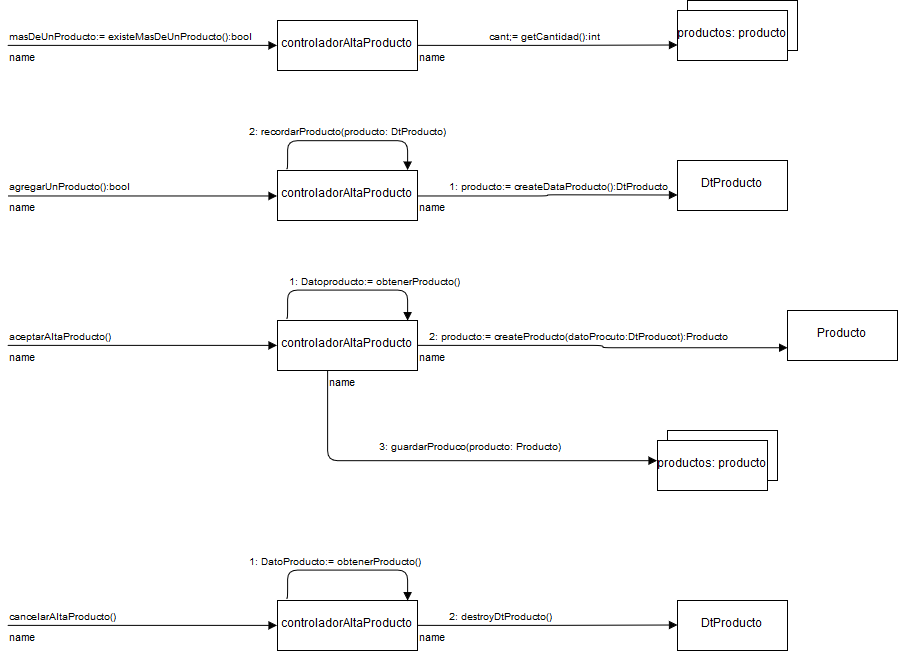 masDeUnProducto:= existeMasDeUnProducto():bool
name
controladorAltaProducto
cant;= getCantidad():int
name
productos: producto
2: recordarProducto(producto: DtProducto)
agregarUnProducto():bool
name
controladorAltaProducto
1: producto:= createDataProducto():DtProducto
name
DtProducto
1: Datoproducto:= obtenerProducto()
aceptarAltaProducto()
name
controladorAltaProducto
2: producto:= createProducto(datoProcuto:DtProducot):Producto
name
Producto
name
3: guardarProduco(producto: Producto)
productos: producto
1: DatoProducto:= obtenerProducto()
cancelarAltaProducto()
name
controladorAltaProducto
2: destroyDtProducto()
name
DtProducto